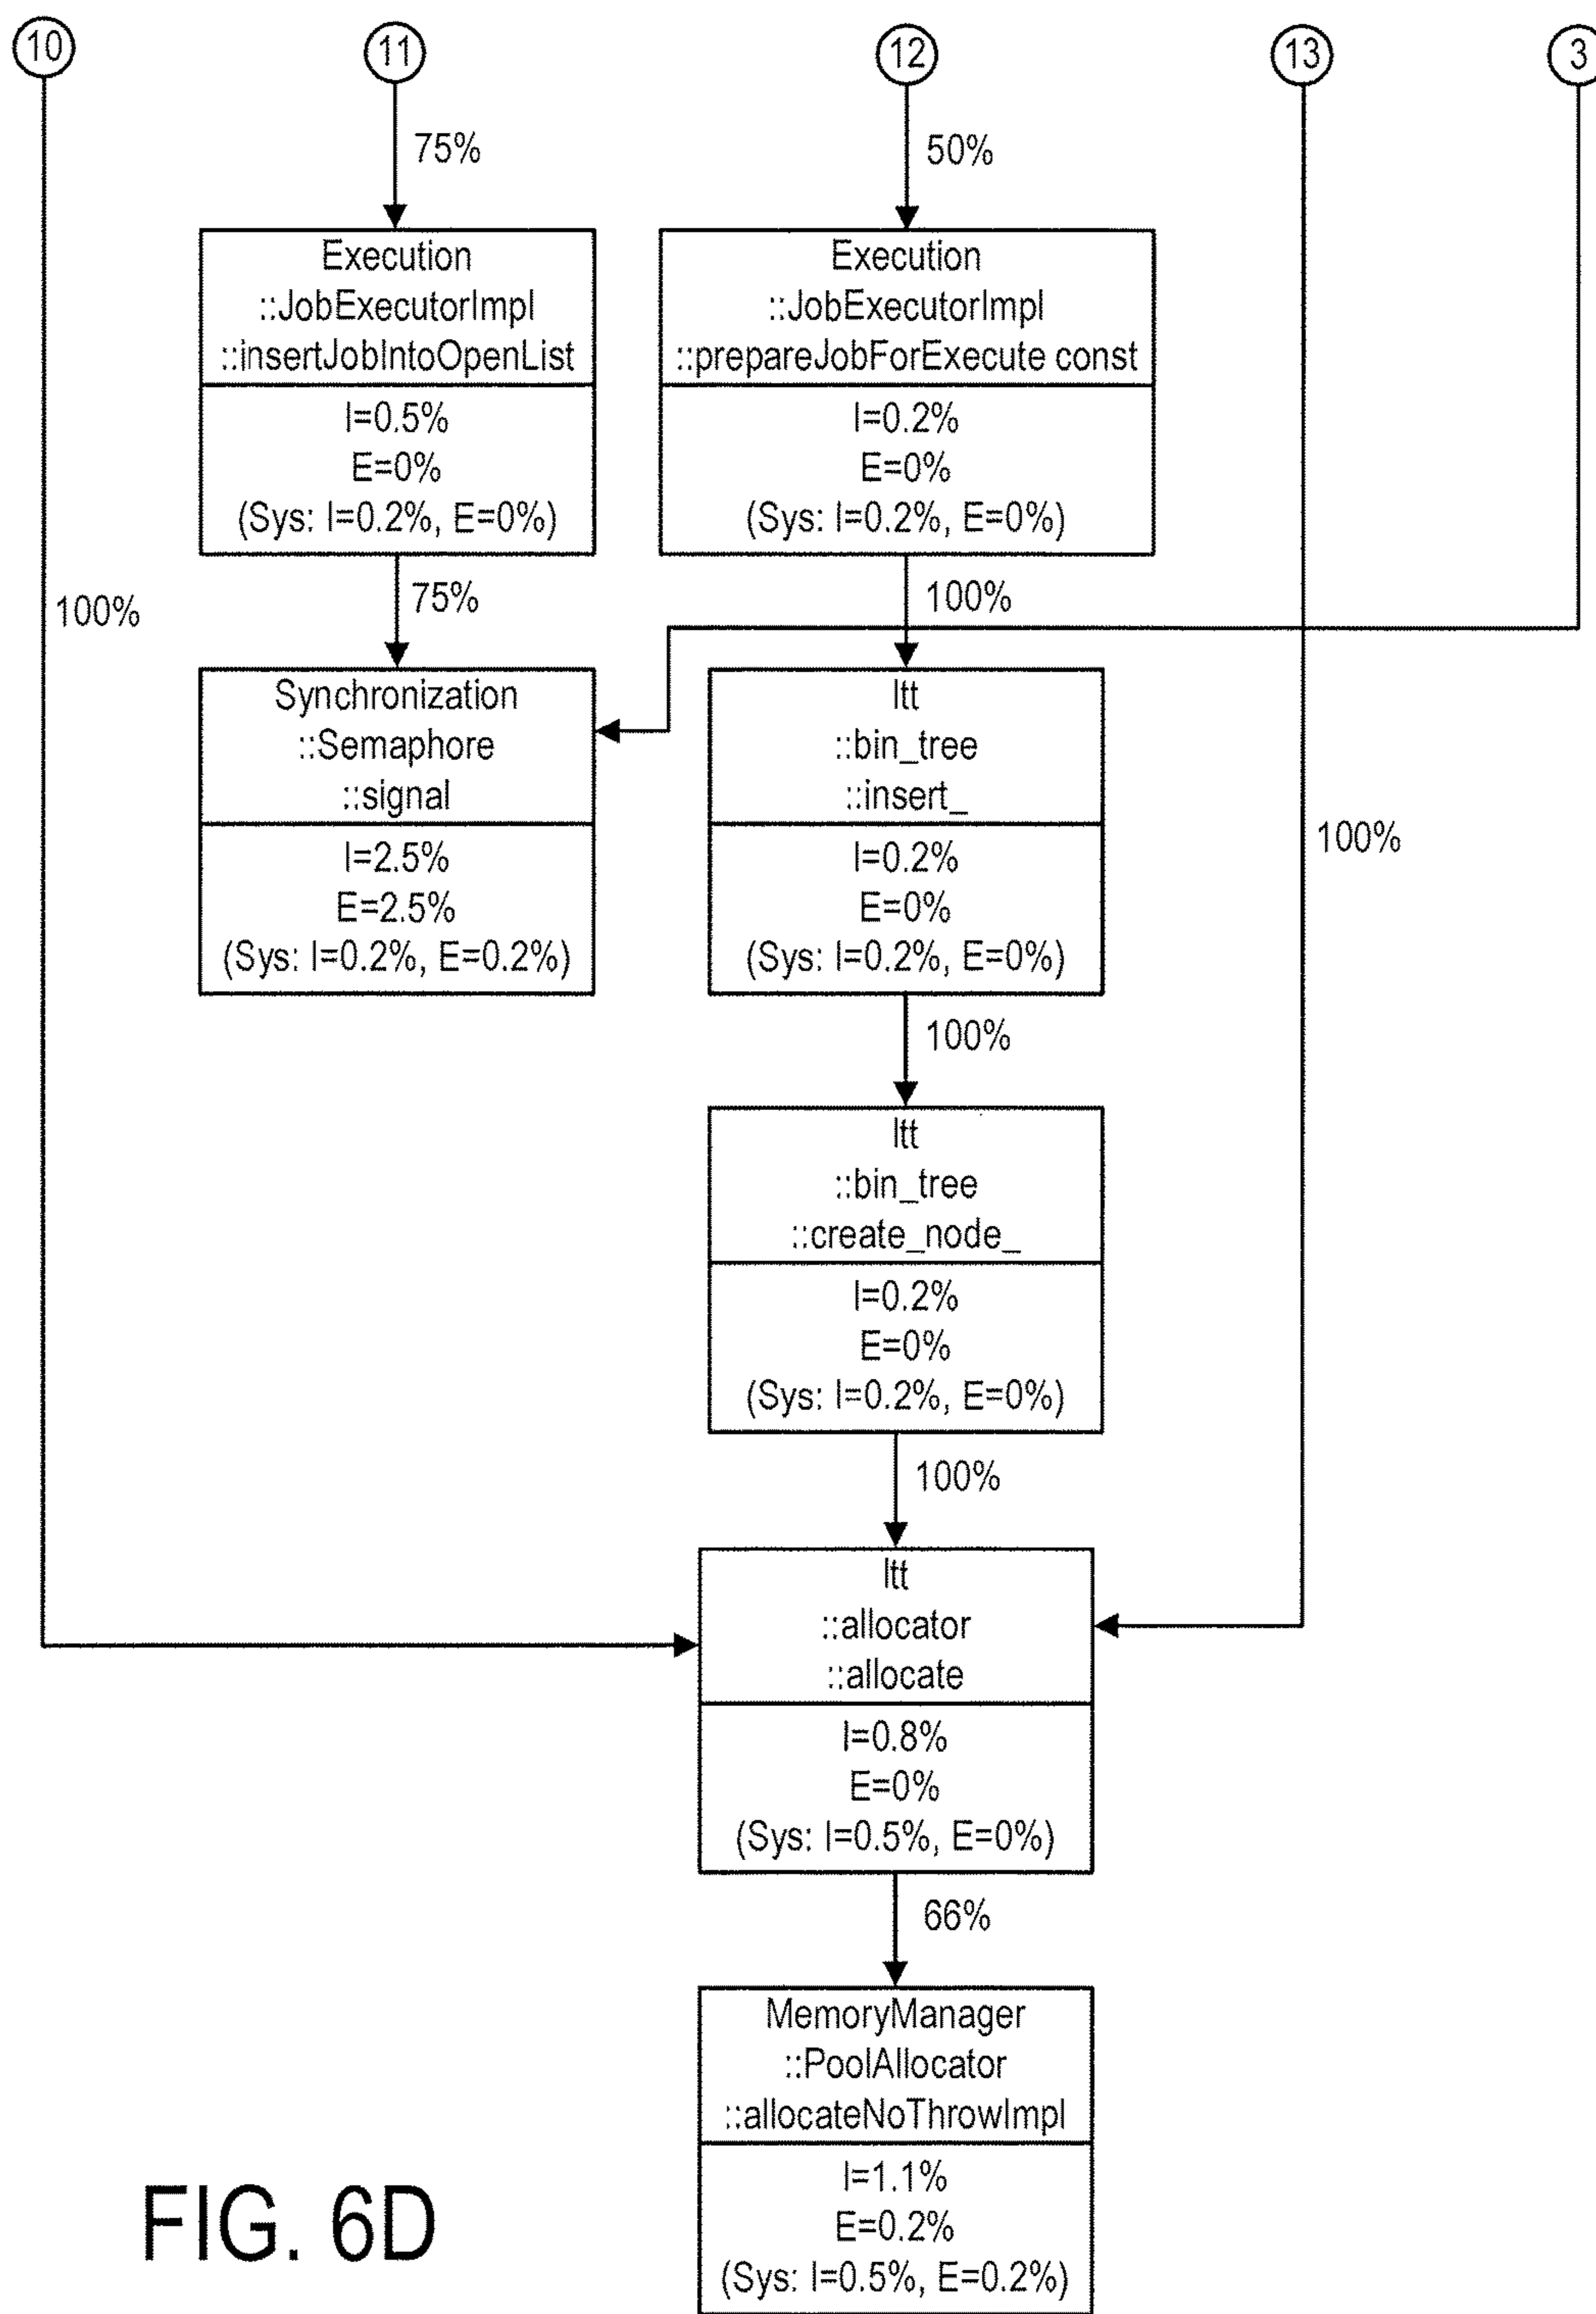 10
11
12
13
3
75%
50%
Execution
::JobExecutorImpl
::insertJobIntoOpenList
I=0.5%
E=0%
(Sys: I=0.2%, E=0%)
Execution
::JobExecutorImpl
::prepareJobForExecute const
I=0.2%
E=0%
(Sys: I=0.2%, E=0%)
100%
75%
100%
Synchronization
::Semaphore
::signal
I=2.5%
E=2.5%
(Sys: I=0.2%, E=0.2%)
ltt
::bin_tree
::insert_
I=0.2%
E=0%
(Sys: I=0.2%, E=0%)
100%
100%
ltt
::bin_tree
::create_node_
I=0.2%
E=0%
(Sys: I=0.2%, E=0%)
100%
ltt
::allocator
::allocate
I=0.8%
E=0%
(Sys: I=0.5%, E=0%)
66%
MemoryManager
::PoolAllocator
::allocateNoThrowImpl
I=1.1%
E=0.2%
(Sys: I=0.5%, E=0.2%)
FIG. 6D